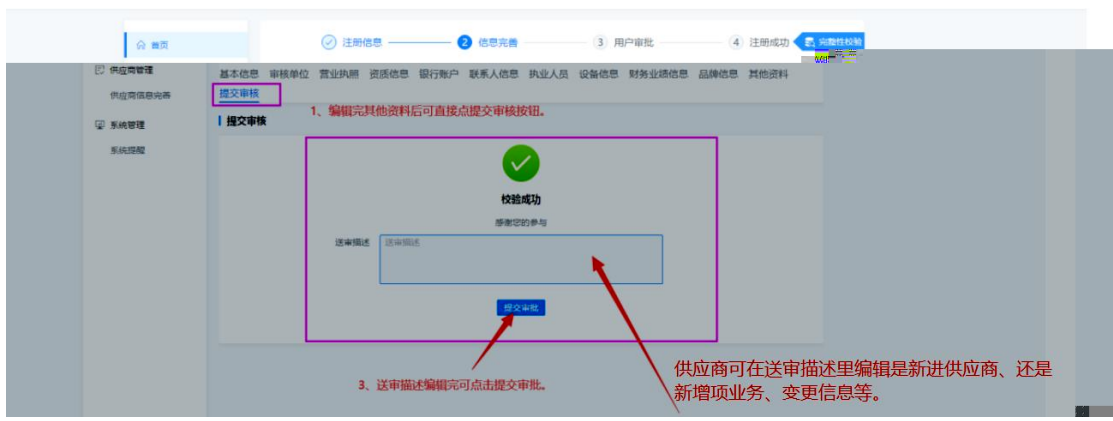 首页
注册信息
2 信息完善
3 用户审批
4 注册成功
完整性校验
供应商管理
基本信息 审核单位 营业执照 资质信息 银行账户 联系人信息 执业人员 设备信息 财务业绩信息 品牌信息 其他资料
供应商信息完善
提交审核
1、编辑完其他资料后可直接点提交审核按钮。
系统管理
提交审核
系统提醒
校验成功
感谢您的参与
送审描述
送审描述
提交审批
供应商可在送审描述里编辑是新进供应商、还是
新增项业务、变更信息等。
3、送审描述编辑完可点击提交审批。